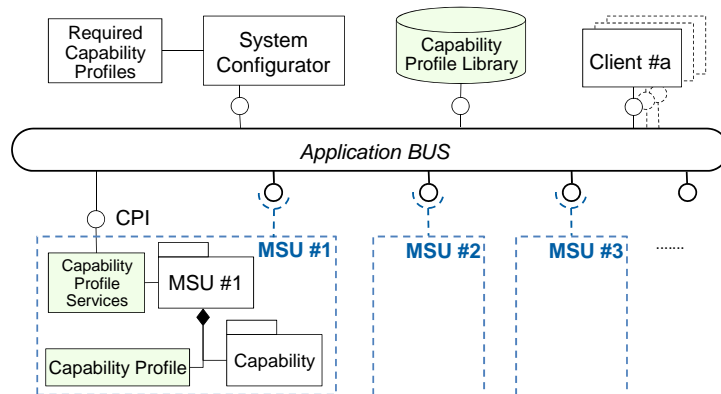 Required
Capability
Profiles
System
Configurator
Capability
Profile Library
Client #a
Application BUS
CPI
MSU #1
MSU #2
MSU #3
.......
Capability
Profile
Services
MSU #1
Capability Profile
Capability